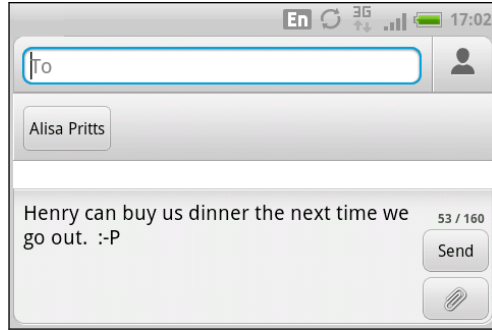 En 3G 17:02
To
Alisa Pritts
Henry can buy us dinner the next time we
go out.  :-P
53 / 160
Send